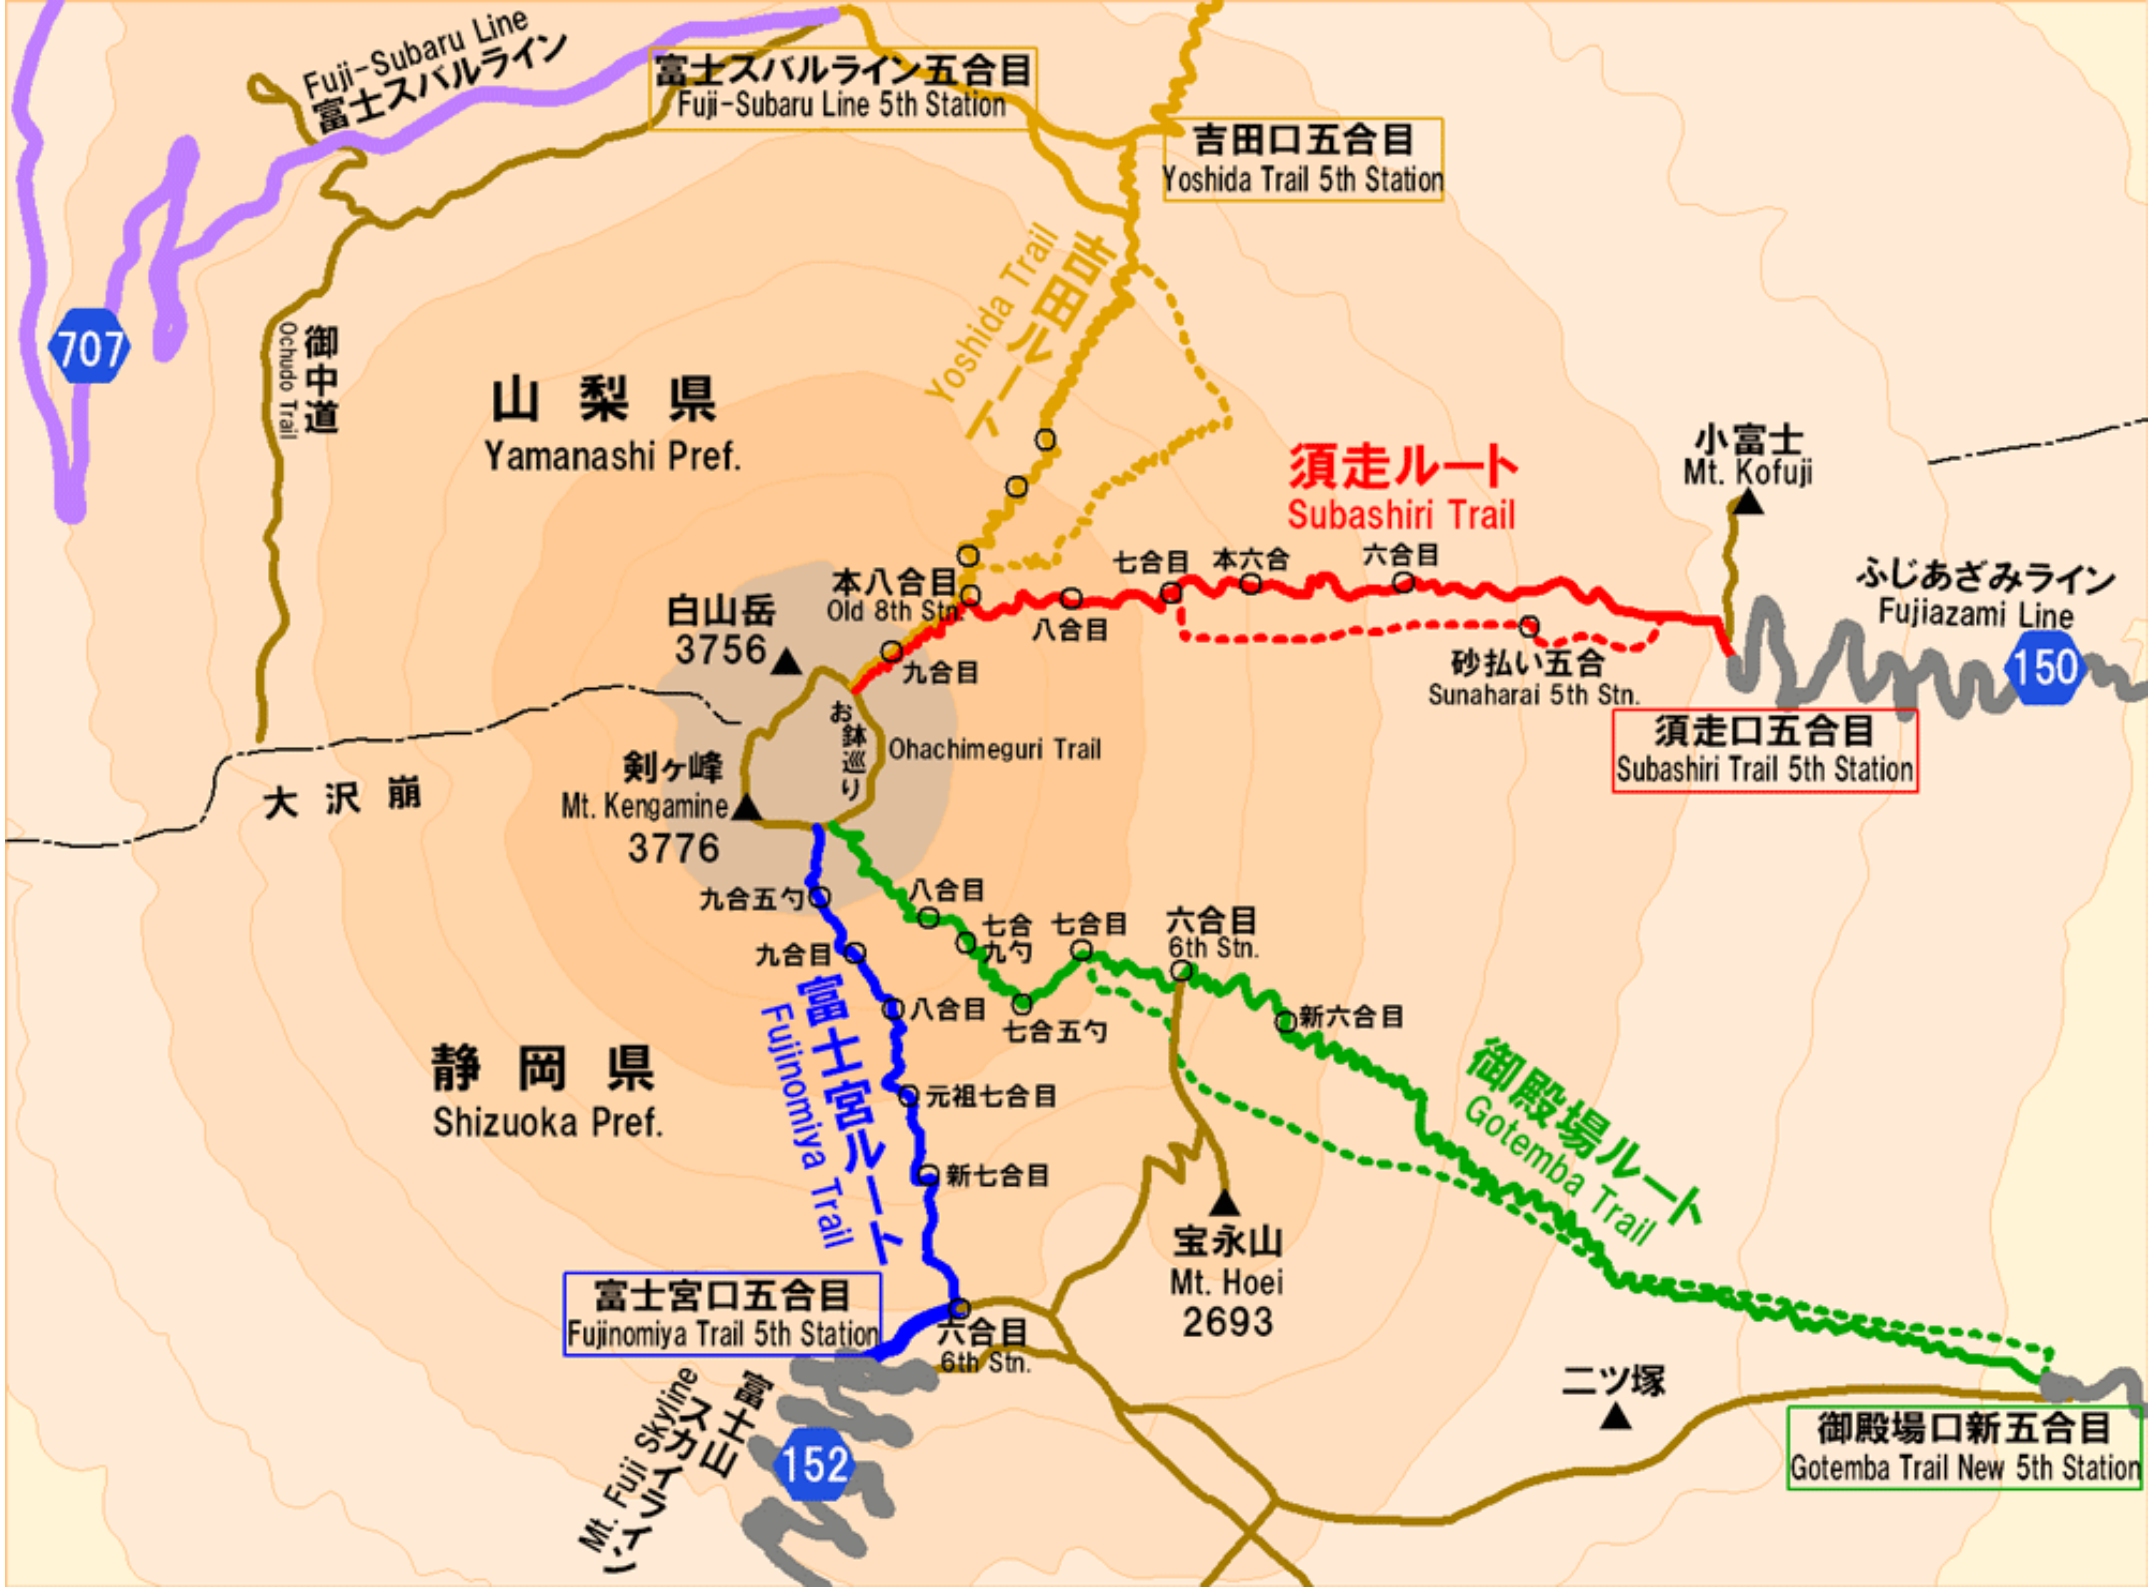 Fuji-Subaru Line
富士スバルライン
富士スバルライン五合目
Fuji-Subaru Line 5th Station
吉田口五合目
Yoshida Trail 5th Station
吉田ルート
Yoshida Trail
707
御中道
Ochudo Trail
山梨県
Yamanashi Pref.
須走ルート
Subashiri Trail
小富士
Mt. Kofuji
ふじあざみライン
Fujiazami Line
150
七合目
本六合
六合目
本八合目
Old 8th Stn.
八合目
白山岳
3756
九合目
砂払い五合
Sunaharai 5th Stn.
須走口五合目
Subashiri Trail 5th Station
お鉢巡り
Ohachimeguri Trail
剣ヶ峰
Mt. Kengamine
3776
大沢崩
九合五勺
八合目
七合
九勺
七合目
六合目
6th Stn.
九合目
八合目
七合五勺
新六合目
富士宮ルート
Fujinomiya Trail
静岡県
Shizuoka Pref.
元祖七合目
新七合目
御殿場ルート
Gotemba Trail
宝永山
Mt. Hoei
2693
富士宮口五合目
Fujinomiya Trail 5th Station
六合目
6th Stn.
富士山
スカイライン
Mt. Fuji Skyline
152
二ツ塚
御殿場口新五合目
Gotemba Trail New 5th Station